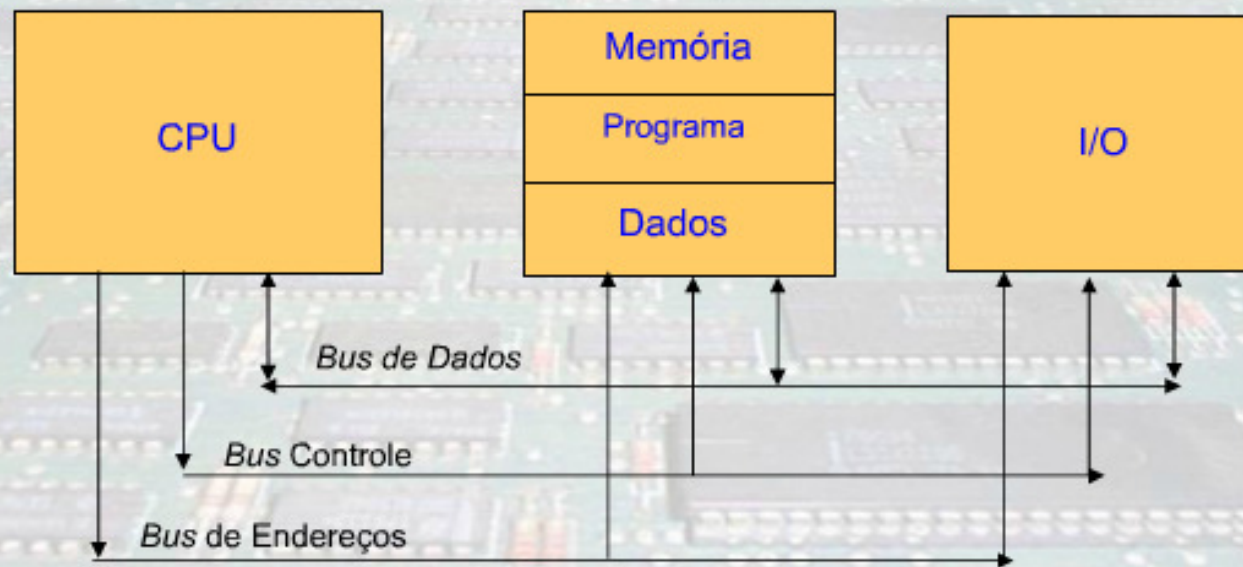 CPU
Memória
Programa
Dados
I/O
Bus de Dados
Bus Controle
Bus de Endereços